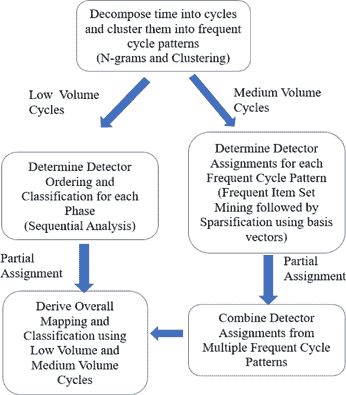 Decompose time into cycles
and cluster them into frequent
cycle patterns
(N-grams and Clustering)
Low Volume
Cycles
Medium Volume
Cycles
Determine Detector
Ordering and
Classification for each
Phase
(Sequential Analysis)
Determine Detector
Assignments for each
Frequent Cycle Pattern
(Frequent Item Set
Mining followed by
Sparsification using basis
vectors)
Partial
Assignment
Partial
Assignment
Derive Overall
Mapping and
Classification using
Low Volume and
Medium Volume
Cycles
Combine Detector
Assignments from
Multiple Frequent Cycle
Patterns